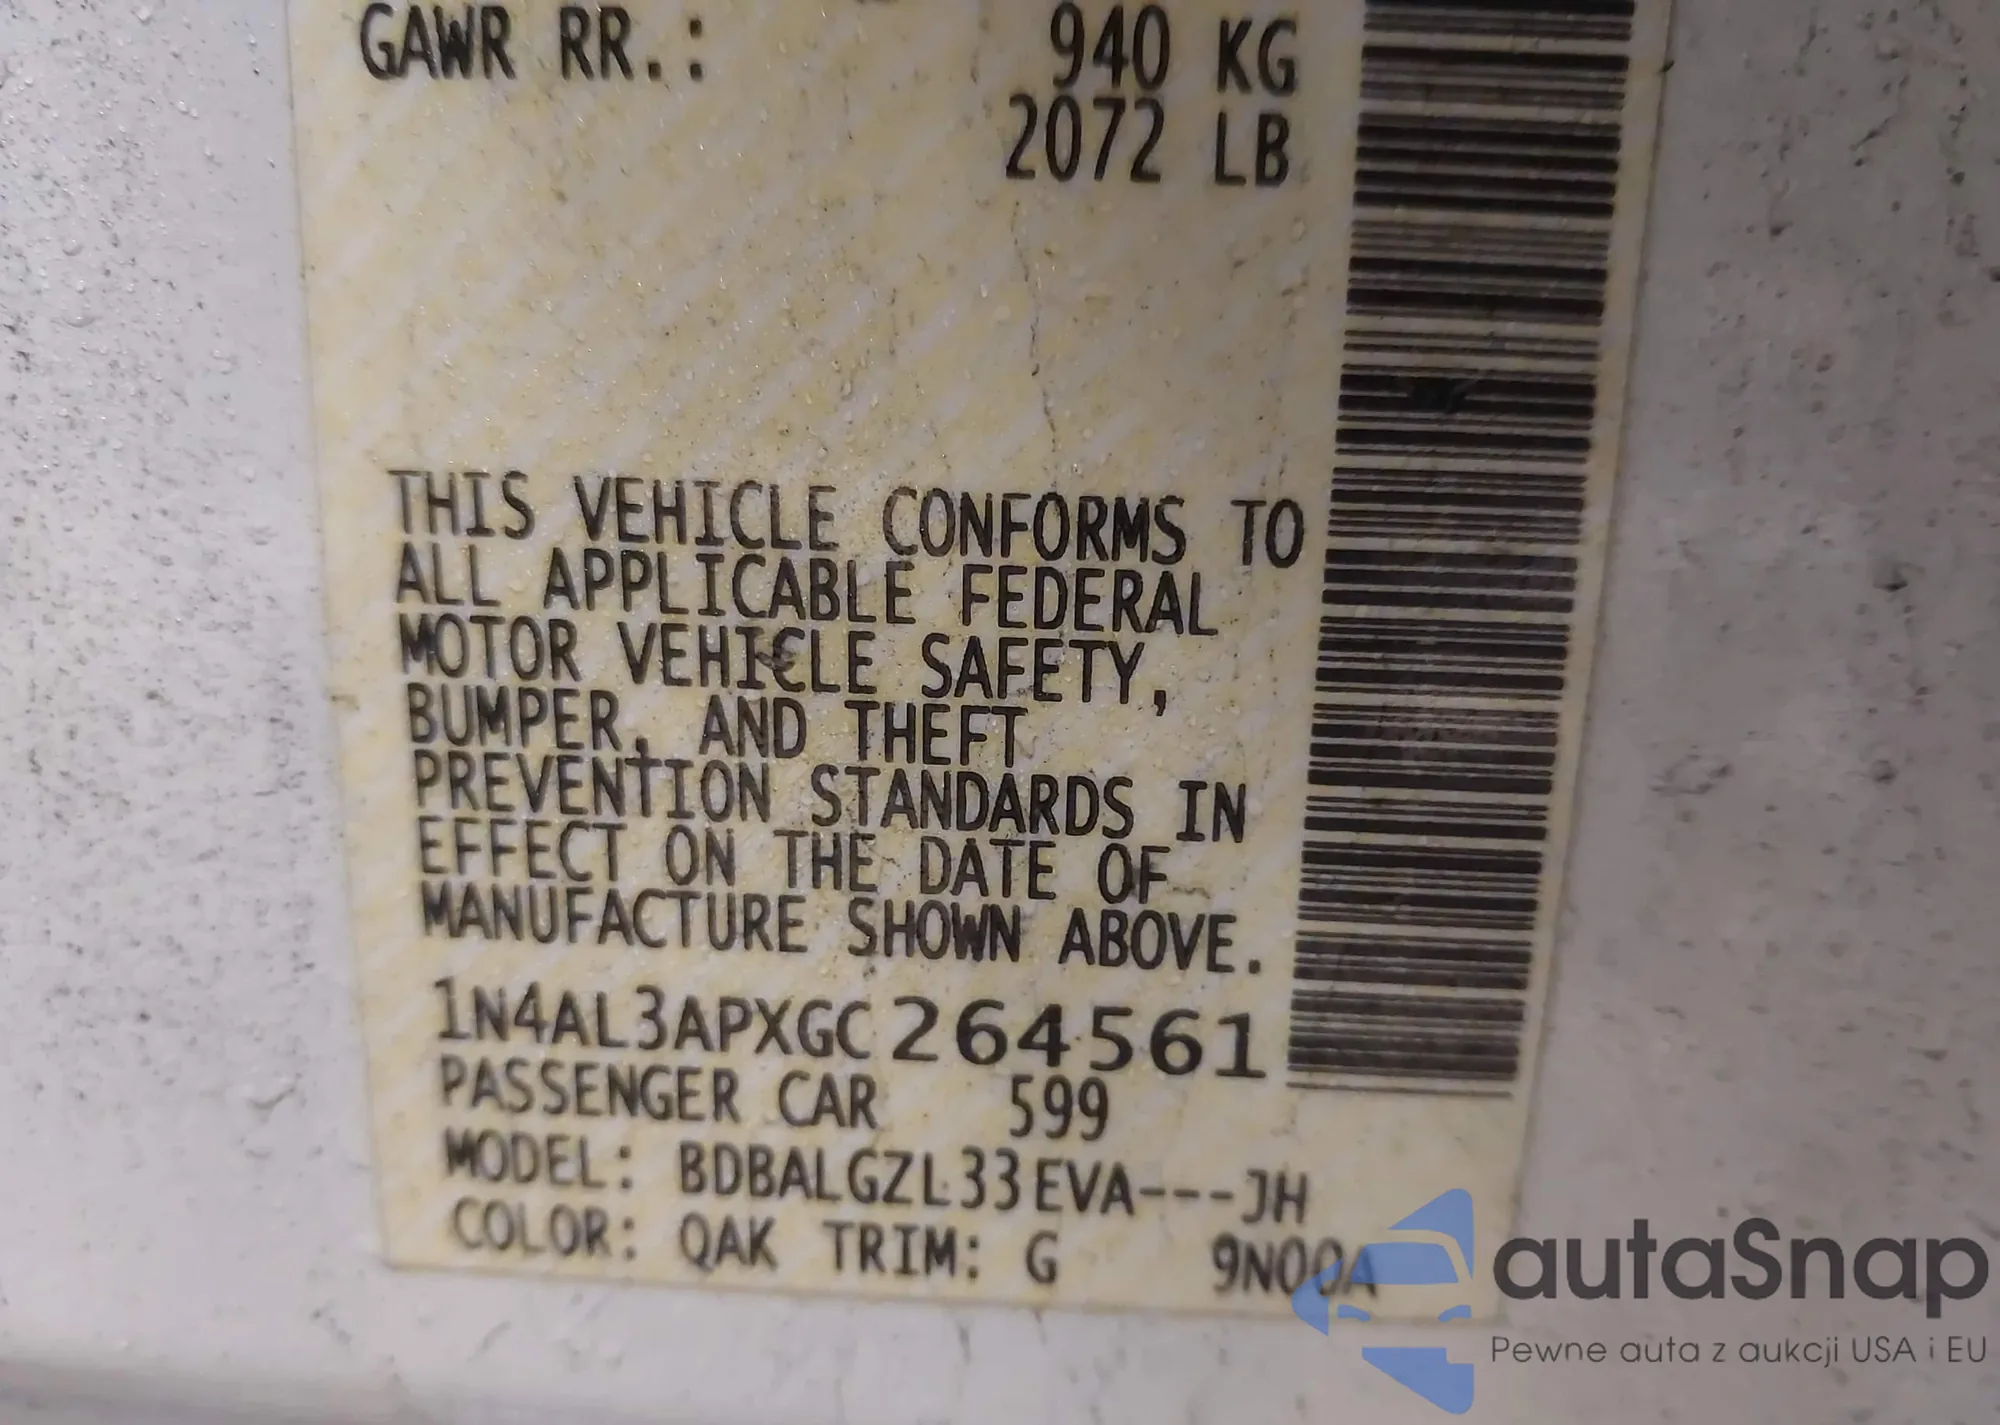 GAWR RR.: 940 KG
2072 LB
THIS VEHICLE CONFORMS TO
ALL APPLICABLE FEDERAL
MOTOR VEHICLE SAFETY,
BUMPER, AND THEFT
PREVENTION STANDARDS IN
EFFECT ON THE DATE OF
MANUFACTURE SHOWN ABOVE.
1N4AL3APXGC264561
PASSENGER CAR 599
MODEL: BDBALGZL33EVA---JH
COLOR: QAK TRIM: G 9N00A
autaSnap
Pewne auta z aukcji USA i EU